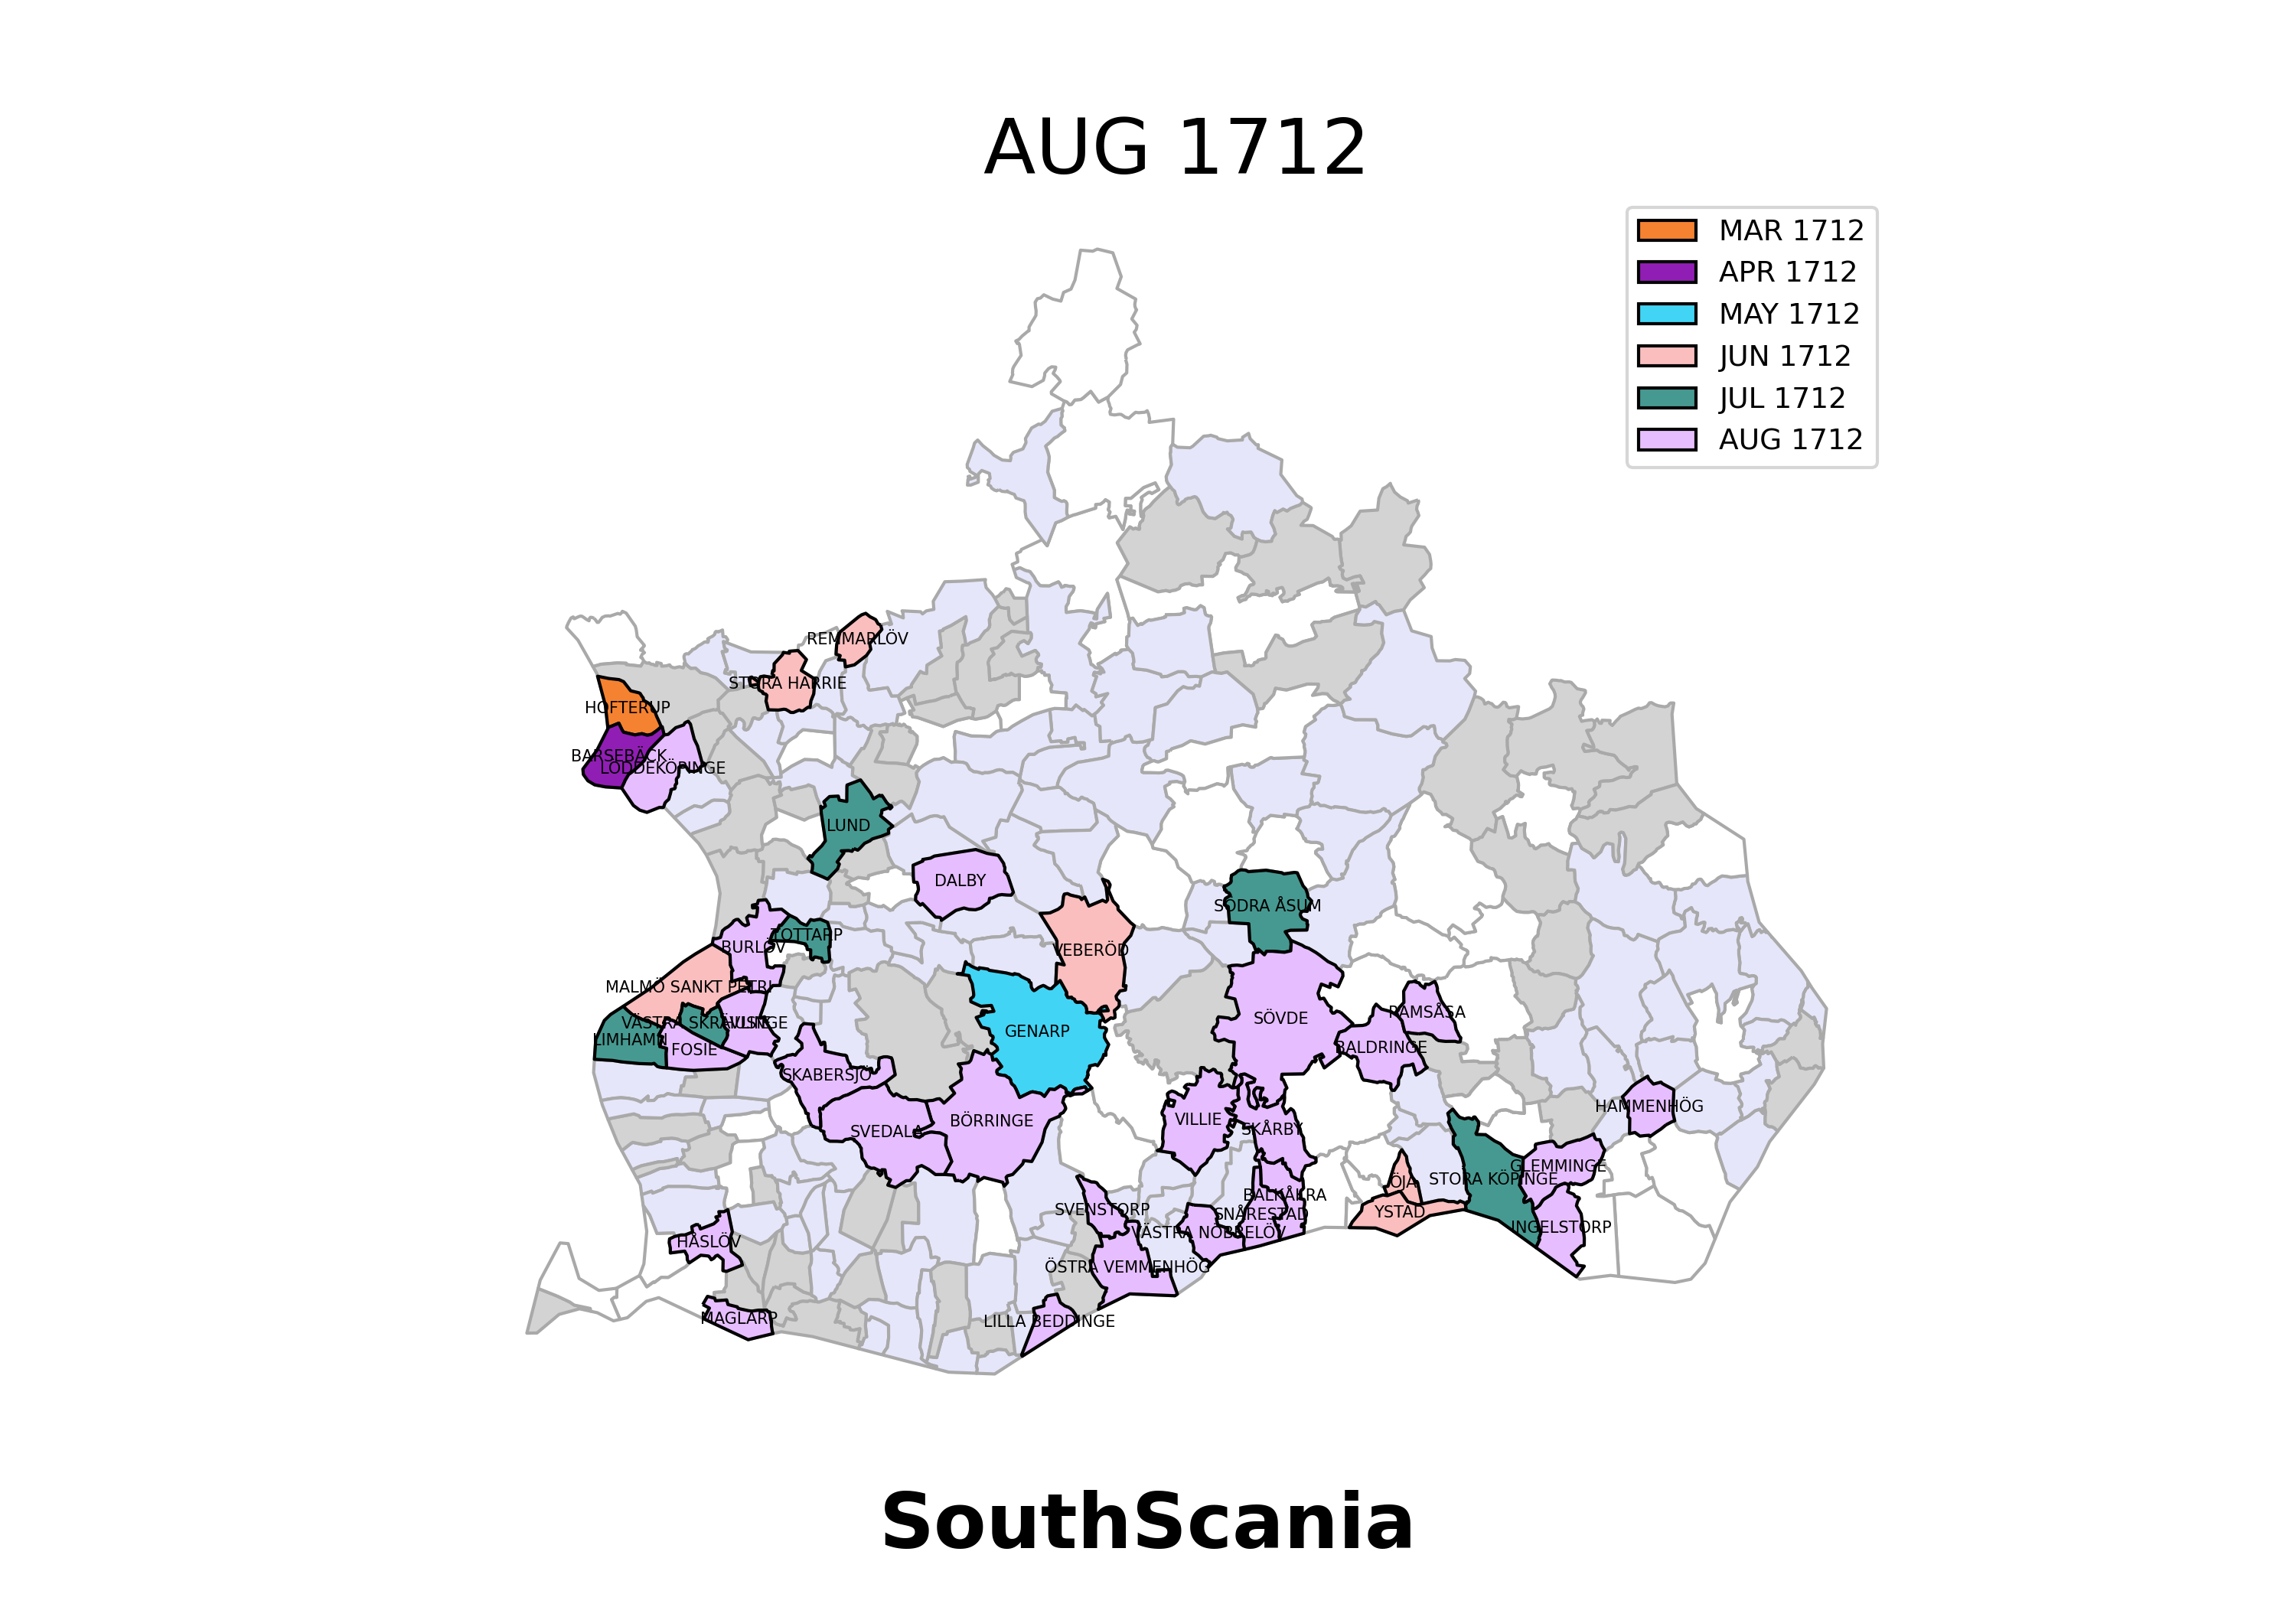 AUG 1712
MAR 1712
APR 1712
MAY 1712
JUN 1712
JUL 1712
AUG 1712
REMMARLÖV
STORA HARRIE
HOFTERUP
BARSEBÄCK
LÖDDEKÖPINGE
LUND
DALBY
SÖDRA ÅSUM
BURLÖV
TOTTARP
VEBERÖD
MALMÖ SANKT PETRI
VÄSTRA SKRÄVLINGE
HUSIE
LIMHAMN
FOSIE
GENARP
SÖVDE
RAMSÅSA
BALDRINGE
SKABERSJÖ
SVEDALA
BÖRRINGE
VILLIE
SKÅRBY
HAMMENHÖG
GLEMMINGE
STORA KÖPINGE
ÖJA
BALKÅKRA
SVENSTORP
SNÅRESTAD
YSTAD
INGELSTORP
VÄSTRA NÖBBELÖV
HÅSLÖV
ÖSTRA VEMMENHÖG
MAGLARP
LILLA BEDDINGE
SouthScania